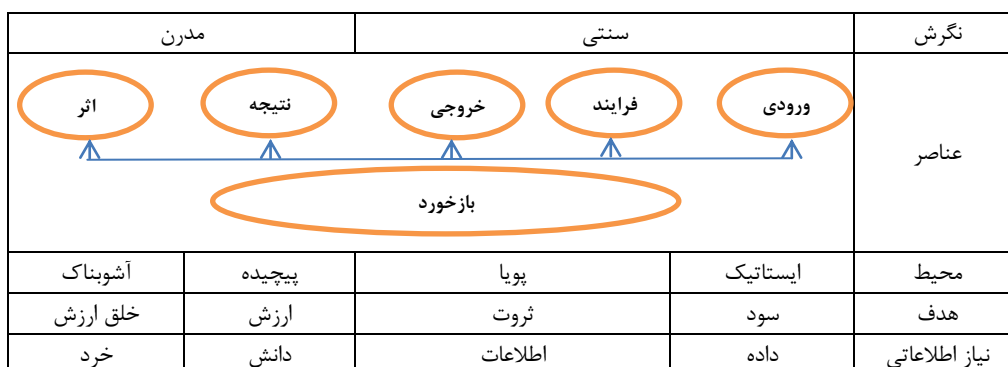 نگرش سنتی مدرن
عناصر
ورودی فرایند خروجی نتیجه اثر
بازخورد
محیط ایستاتیک پویا پیچیده آشوبناک
هدف سود ثروت ارزش خلق ارزش
نیاز اطلاعاتی داده اطلاعات دانش خرد